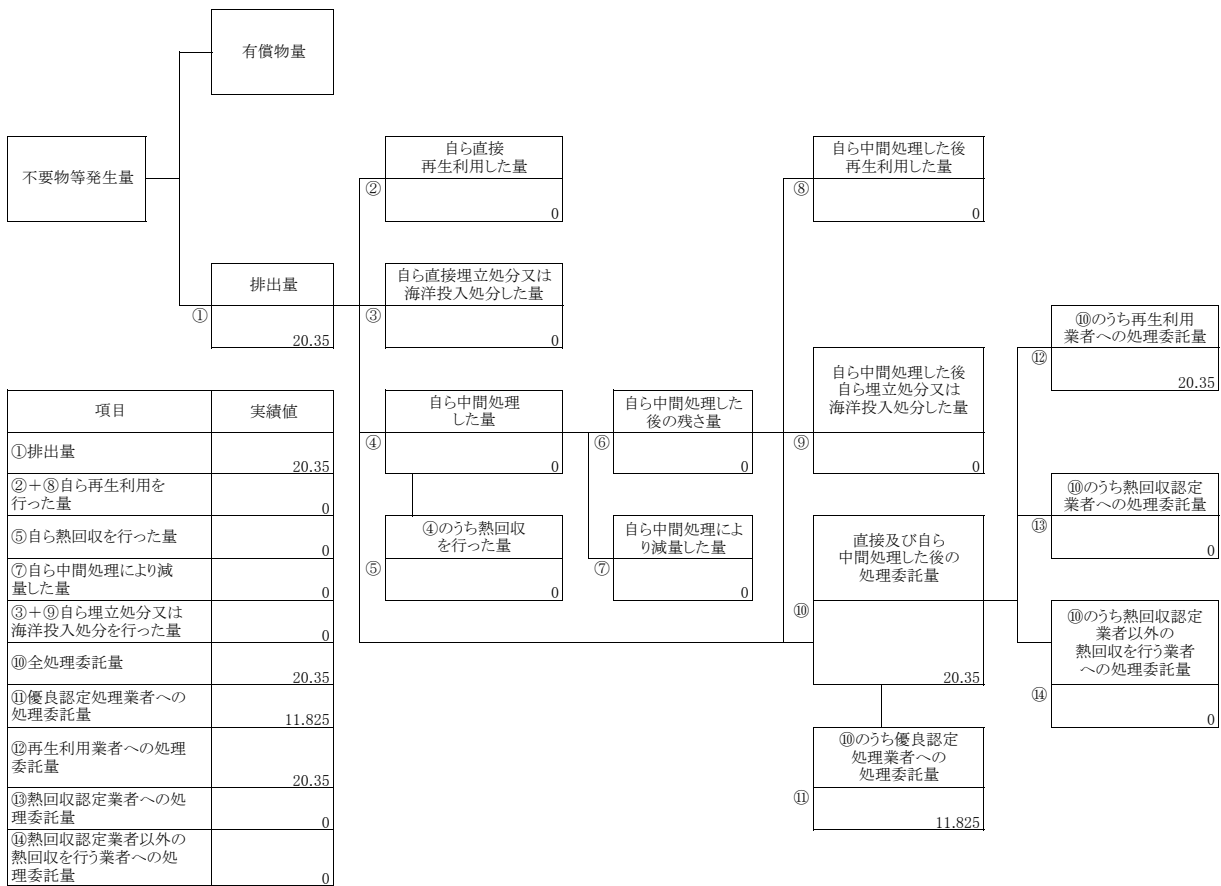 有償物量
不要物等発生量
自ら直接
再生利用した量
②
0
自ら中間処理した後
再生利用した量
⑧
0
排出量
①
20.35
自ら直接埋立処分又は
海洋投入処分した量
③
0
⑩のうち再生利用
業者への処理委託量
⑫
20.35
自ら中間処理
した量
④
0
自ら中間処理した
後の残さ量
⑥
0
自ら中間処理した後
自ら埋立処分又は
海洋投入処分した量
⑨
0
⑩のうち熱回収認定
業者への処理委託量
⑬
0
④のうち熱回収
を行った量
⑤
0
自ら中間処理によ
り減量した量
⑦
0
直接及び自ら
中間処理した後の
処理委託量
⑩
20.35
⑩のうち熱回収認定
業者以外の
熱回収を行う業者
への処理委託量
⑭
0
⑩のうち優良認定
処理業者への
処理委託量
⑪
11.825
項目 実績値
①排出量
20.35
②+⑧自ら再生利用を
行った量
0
⑤自ら熱回収を行った量
0
⑦自ら中間処理により減
量した量
0
③+⑨自ら埋立処分又は
海洋投入処分を行った量
0
⑩全処理委託量
20.35
⑪優良認定処理業者への
処理委託量
11.825
⑫再生利用業者への処理
委託量
20.35
⑬熱回収認定業者への処
理委託量
0
⑭熱回収認定業者以外の
熱回収を行う業者への処
理委託量
0